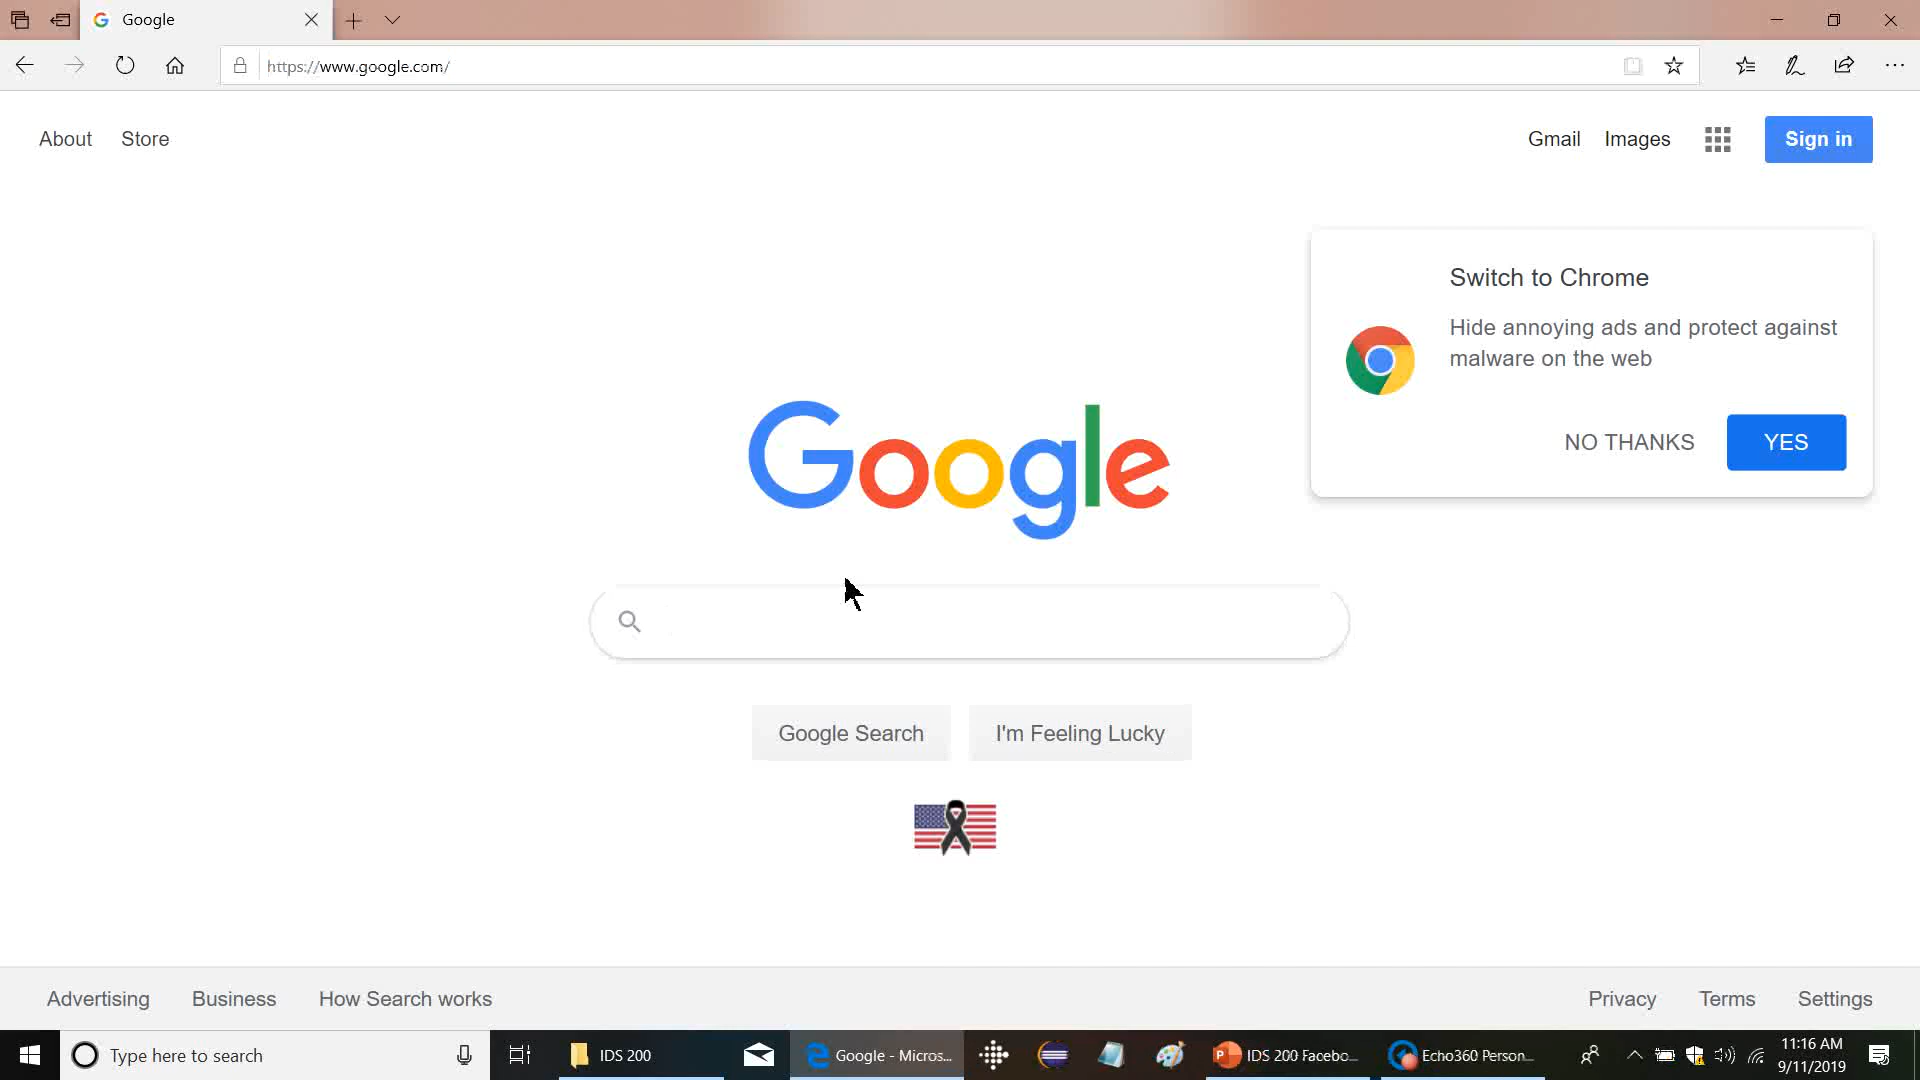 Google
https://www.google.com/
About
Store
Gmail
Images
Sign in
Switch to Chrome
Hide annoying ads and protect against
malware on the web
NO THANKS
YES
Google
Google Search
I'm Feeling Lucky
Advertising
Business
How Search works
Privacy
Terms
Settings
Type here to search
IDS 200
Google - Micros...
IDS 200 Facebo...
Echo360 Person...
11:16 AM
9/11/2019